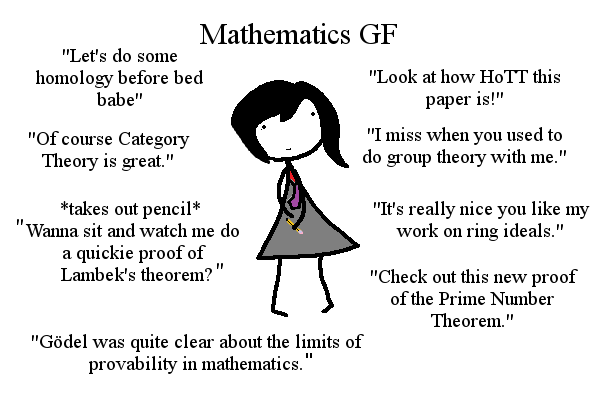 Mathematics GF
"Let's do some
homology before bed
babe"
"Look at how HoTT this
paper is!"
"Of course Category
Theory is great."
"I miss when you used to
do group theory with me."
*takes out pencil*
"Wanna sit and watch me do
a quickie proof of
Lambek's theorem?"
"It's really nice you like my
work on ring ideals."
"Check out this new proof
of the Prime Number
Theorem."
"Gödel was quite clear about the limits of
provability in mathematics."